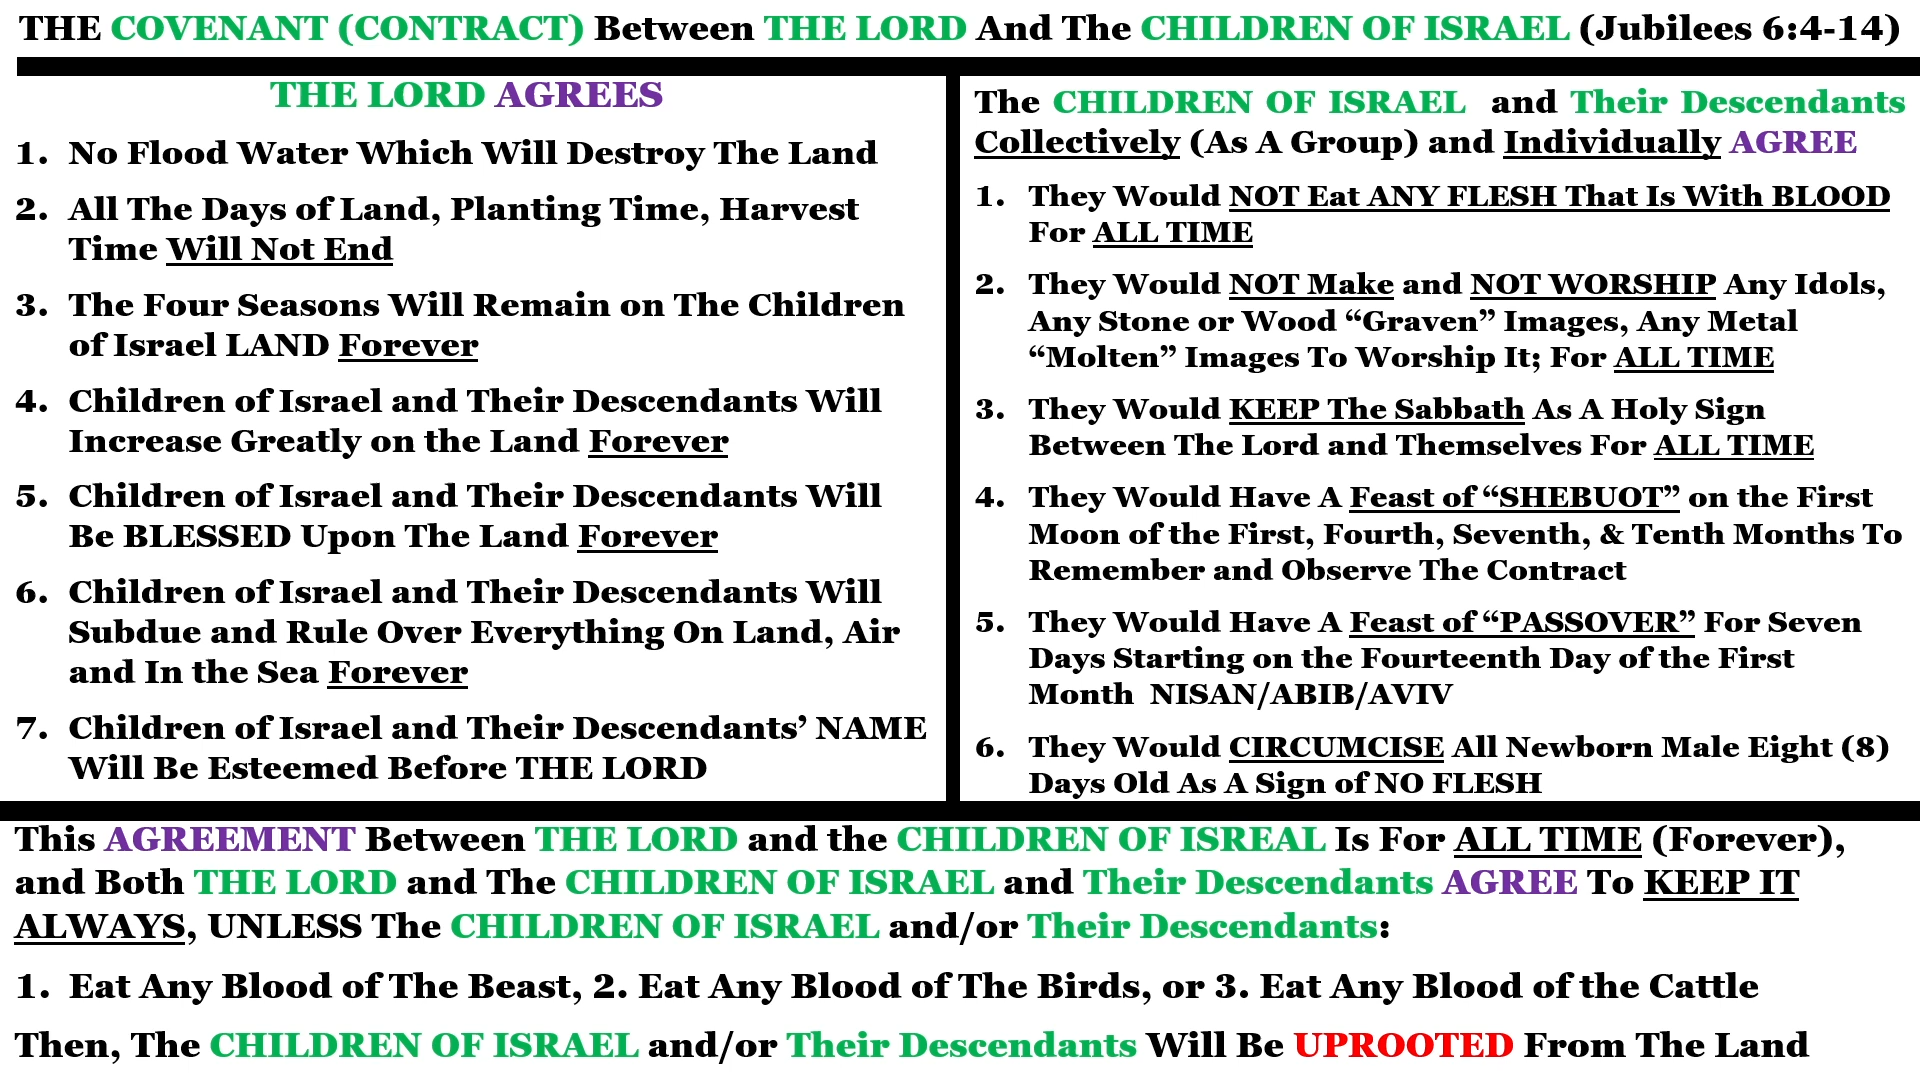 THE COVENANT (CONTRACT) Between THE LORD And The CHILDREN OF ISRAEL (Jubilees 6:4-14)
THE LORD AGREES
1. No Flood Water Which Will Destroy The Land
2. All The Days of Land, Planting Time, Harvest
Time Will Not End
3. The Four Seasons Will Remain on The Children
of Israel LAND Forever
4. Children of Israel and Their Descendants Will
Increase Greatly on the Land Forever
5. Children of Israel and Their Descendants Will
Be BLESSED Upon The Land Forever
6. Children of Israel and Their Descendants Will
Subdue and Rule Over Everything On Land, Air
and In the Sea Forever
7. Children of Israel and Their Descendants’ NAME
Will Be Esteemed Before THE LORD
The CHILDREN OF ISRAEL and Their Descendants
Collectively (As A Group) and Individually AGREE
1. They Would NOT Eat ANY FLESH That Is With BLOOD
For ALL TIME
2. They Would NOT Make and NOT WORSHIP Any Idols,
Any Stone or Wood “Graven” Images, Any Metal
“Molten” Images To Worship It; For ALL TIME
3. They Would KEEP The Sabbath As A Holy Sign
Between The Lord and Themselves For ALL TIME
4. They Would Have A Feast of “SHEBUOT” on the First
Moon of the First, Fourth, Seventh, & Tenth Months To
Remember and Observe The Contract
5. They Would Have A Feast of “PASSOVER” For Seven
Days Starting on the Fourteenth Day of the First
Month NISAN/ABIB/AVIV
6. They Would CIRCUMCISE All Newborn Male Eight (8)
Days Old As A Sign of NO FLESH
This AGREEMENT Between THE LORD and the CHILDREN OF ISREAL Is For ALL TIME (Forever),
and Both THE LORD and The CHILDREN OF ISRAEL and Their Descendants AGREE To KEEP IT
ALWAYS, UNLESS The CHILDREN OF ISRAEL and/or Their Descendants:
1. Eat Any Blood of The Beast, 2. Eat Any Blood of The Birds, or 3. Eat Any Blood of the Cattle
Then, The CHILDREN OF ISRAEL and/or Their Descendants Will Be UPROOTED From The Land